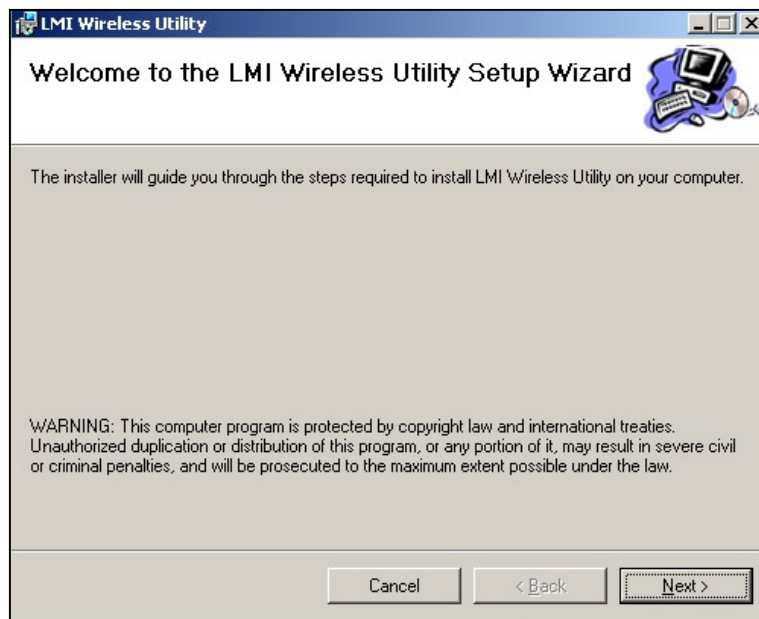 LMI Wireless Utility
Welcome to the LMI Wireless Utility Setup Wizard
The installer will guide you through the steps required to install LMI Wireless Utility on your computer.
WARNING: This computer program is protected by copyright law and international treaties.
Unauthorized duplication or distribution of this program, or any portion of it, may result in severe civil
or criminal penalties, and will be prosecuted to the maximum extent possible under the law.
Cancel < Back Next >